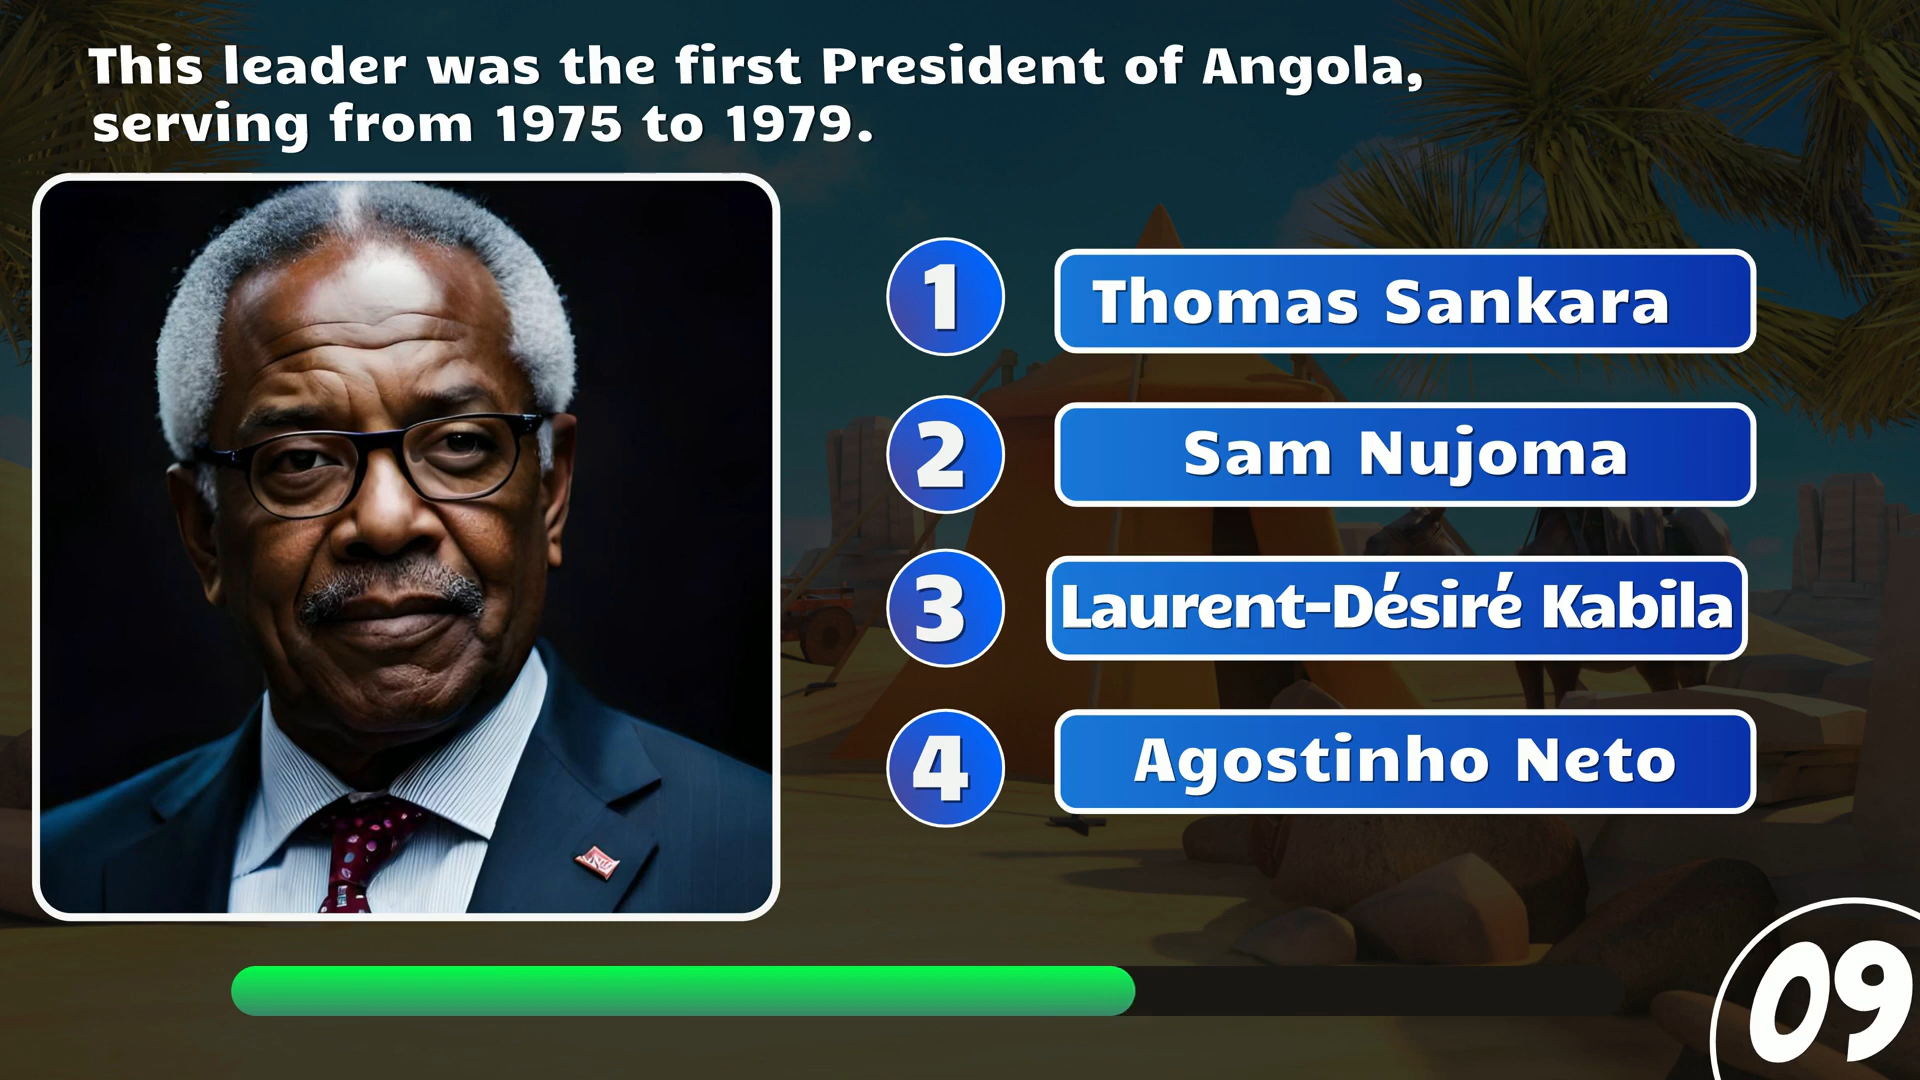 This leader was the first President of Angola,
serving from 1975 to 1979.
1 Thomas Sankara
2 Sam Nujoma
3 Laurent-Désiré Kabila
4 Agostinho Neto
09